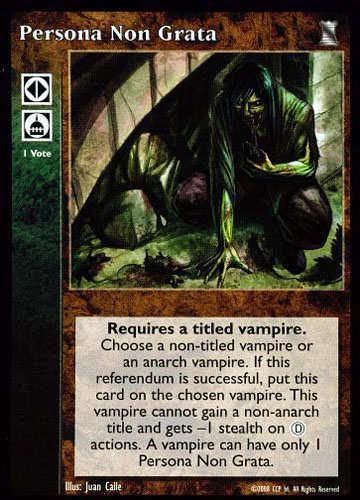 Persona Non Grata
1 Vote
Requires a titled vampire.
Choose a non-titled vampire or
an anarch vampire. If this
referendum is successful, put this
card on the chosen vampire. This
vampire cannot gain a non-anarch
title and gets –1 stealth on Ⓓ
actions. A vampire can have only 1
Persona Non Grata.
Illus: Juan Calle
©2008 CCP hf. All Rights Reserved